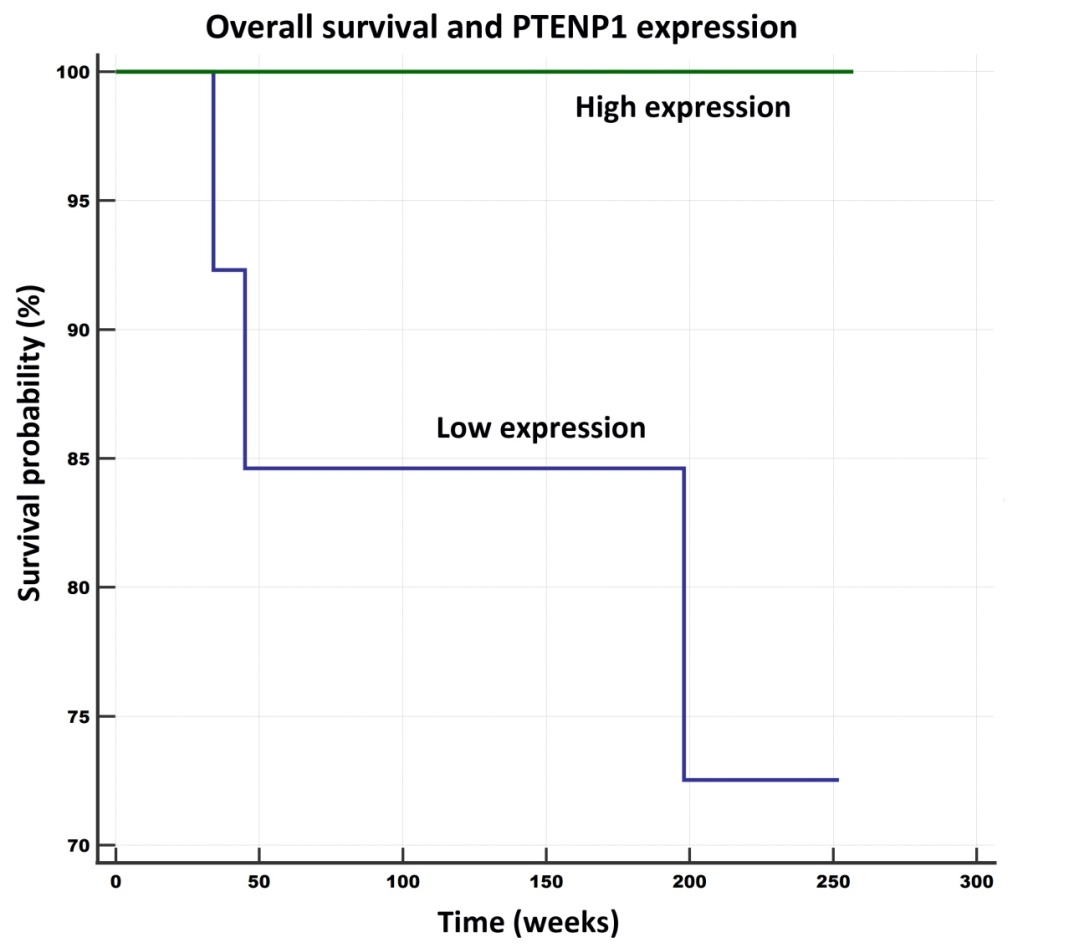 Overall survival and PTENP1 expression
100
High expression
95
90
Low expression
85
80
75
70
Survival probability (%)
0 50 100 150 200 250 300
Time (weeks)